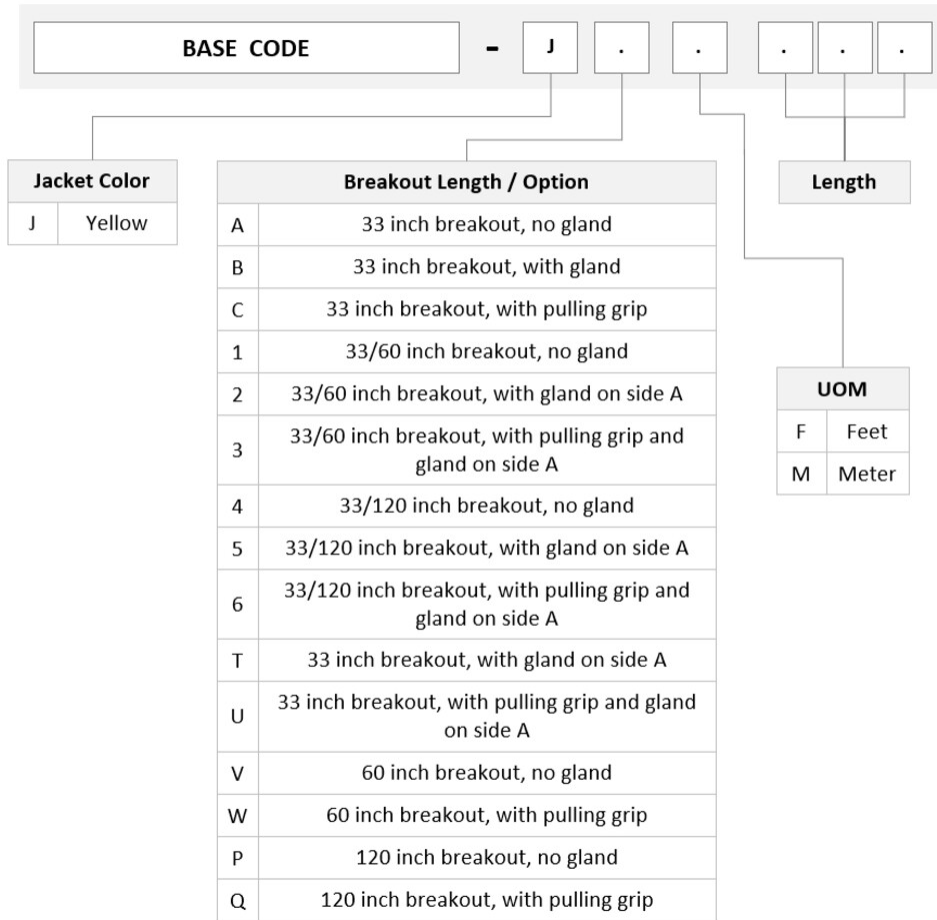 BASE CODE - J . . . . .
Jacket Color
J Yellow
Breakout Length / Option
A 33 inch breakout, no gland
B 33 inch breakout, with gland
C 33 inch breakout, with pulling grip
1 33/60 inch breakout, no gland
2 33/60 inch breakout, with gland on side A
3 33/60 inch breakout, with pulling grip and
gland on side A
4 33/120 inch breakout, no gland
5 33/120 inch breakout, with gland on side A
6 33/120 inch breakout, with pulling grip and
gland on side A
T 33 inch breakout, with gland on side A
U 33 inch breakout, with pulling grip and gland
on side A
V 60 inch breakout, no gland
W 60 inch breakout, with pulling grip
P 120 inch breakout, no gland
Q 120 inch breakout, with pulling grip
Length
UOM
F Feet
M Meter